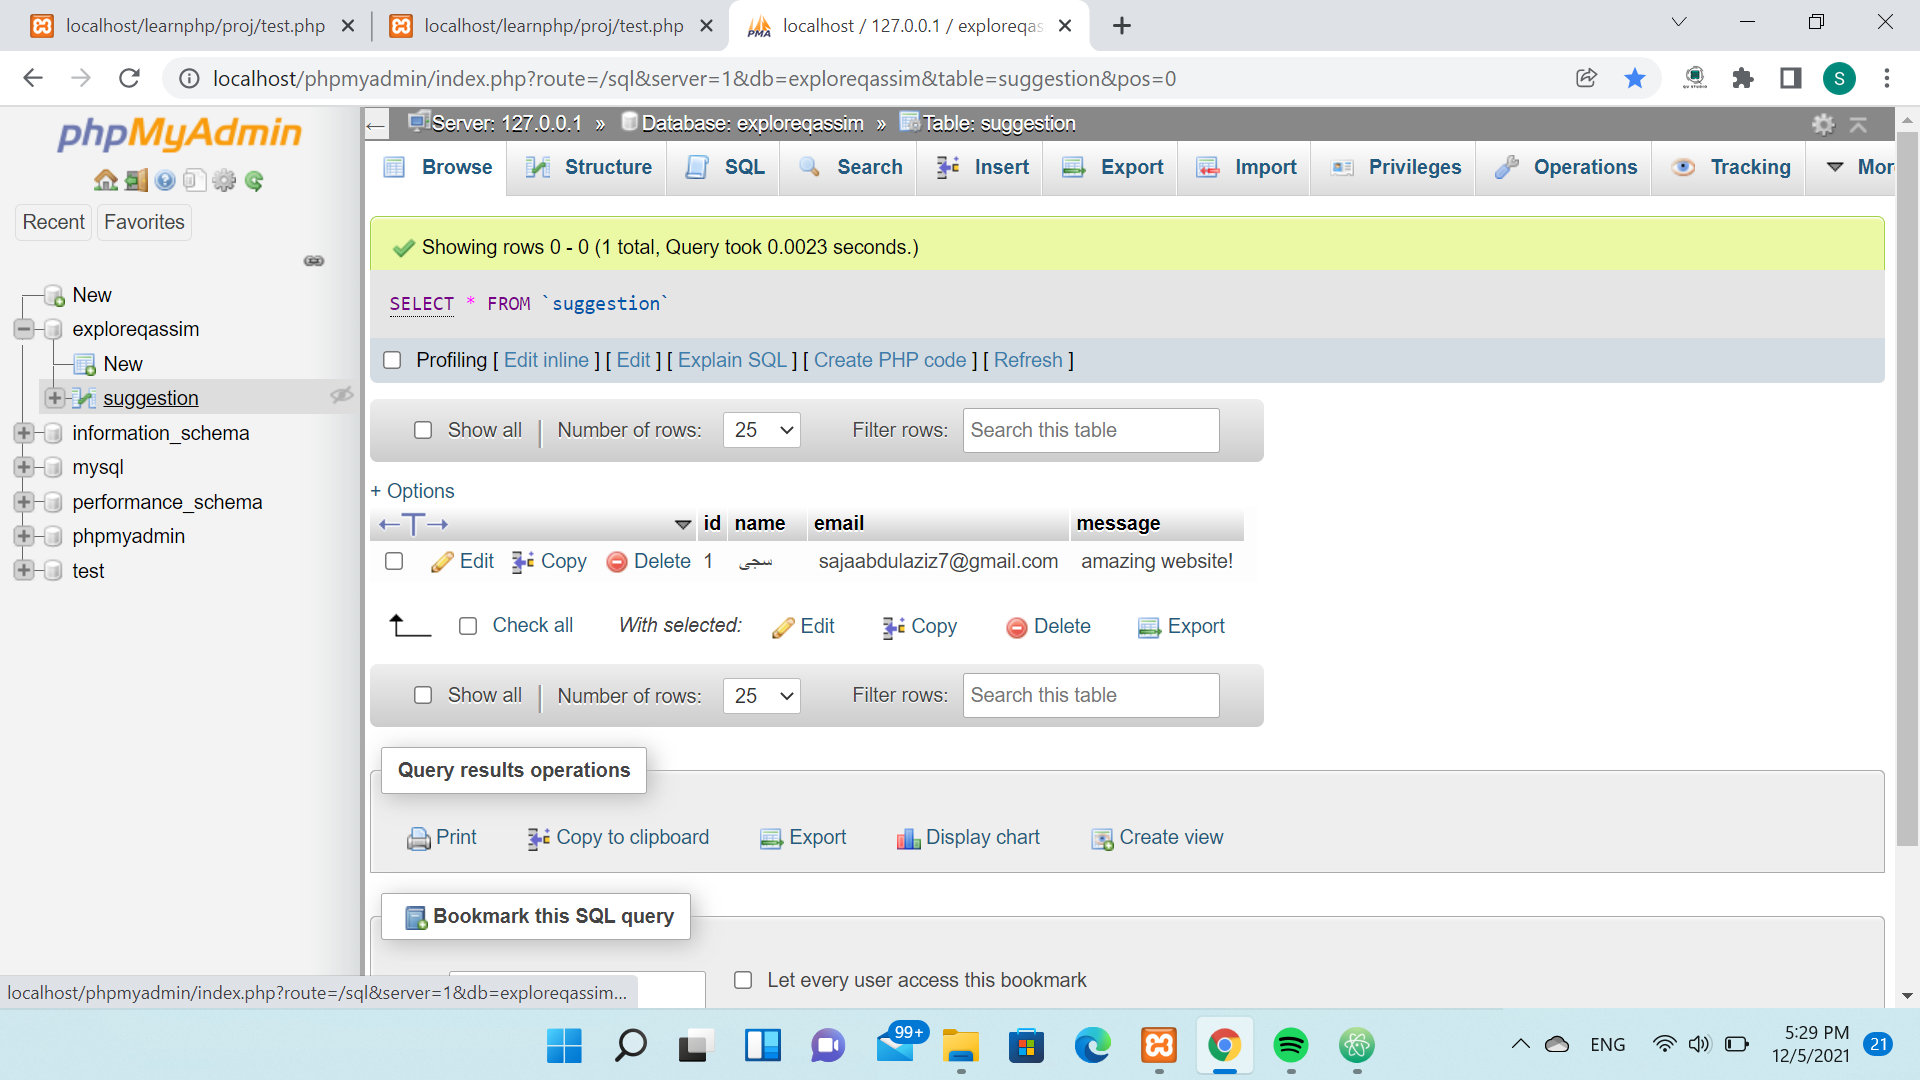 localhost/learnphp/proj/test.php
localhost/learnphp/proj/test.php
localhost / 127.0.0.1 / exploreqas
localhost/phpmyadmin/index.php?route=/sql&server=1&db=exploreqassim&table=suggestion&pos=0
S
phpMyAdmin
Recent
Favorites
New
exploreqassim
New
suggestion
information_schema
mysql
performance_schema
phpmyadmin
test
Server: 127.0.0.1 » Database: exploreqassim » Table: suggestion
Browse Structure SQL Search Insert Export Import Privileges Operations Tracking Mor
Showing rows 0 - 0 (1 total, Query took 0.0023 seconds.)
SELECT * FROM `suggestion`
Profiling [ Edit inline ] [ Edit ] [ Explain SQL ] [ Create PHP code ] [ Refresh ]
Show all | Number of rows: 25 Filter rows: Search this table
+ Options
←T→ id name email message
Edit Copy Delete 1 سجى sajaabdulaziz7@gmail.com amazing website!
Check all With selected: Edit Copy Delete Export
Show all | Number of rows: 25 Filter rows: Search this table
Query results operations
Print Copy to clipboard Export Display chart Create view
Bookmark this SQL query
Let every user access this bookmark
localhost/phpmyadmin/index.php?route=/sql&server=1&db=exploreqassim...
99+
ENG
5:29 PM
12/5/2021
21